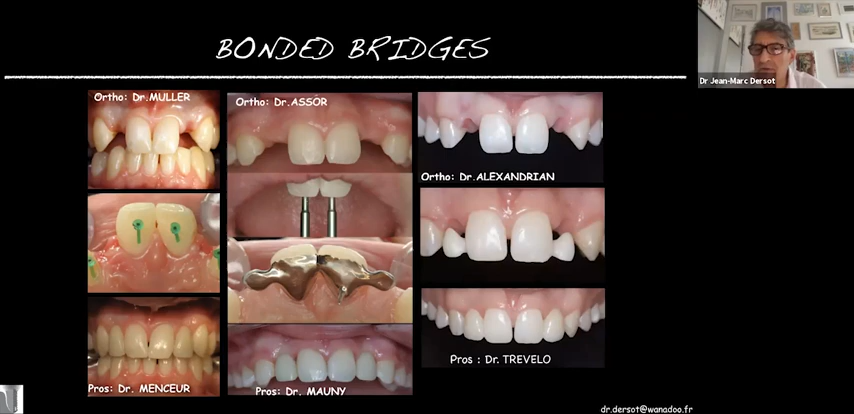 BONDED BRIDGES
Dr Jean-Marc Dersot
Ortho: Dr.MULLER
Ortho: Dr.ASSOR
Ortho: Dr.ALEXANDRIAN
Pros: Dr. MENCEUR
Pros: Dr. MAUNY
Pros : Dr. TREVELO
dr.dersot@wanadoo.fr